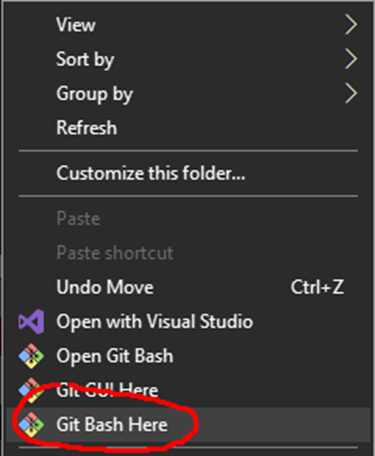 View
Sort by
Group by
Refresh
Customize this folder...
Paste
Paste shortcut
Undo Move Ctrl+Z
Open with Visual Studio
Open Git Bash
Git GUI Here
Git Bash Here